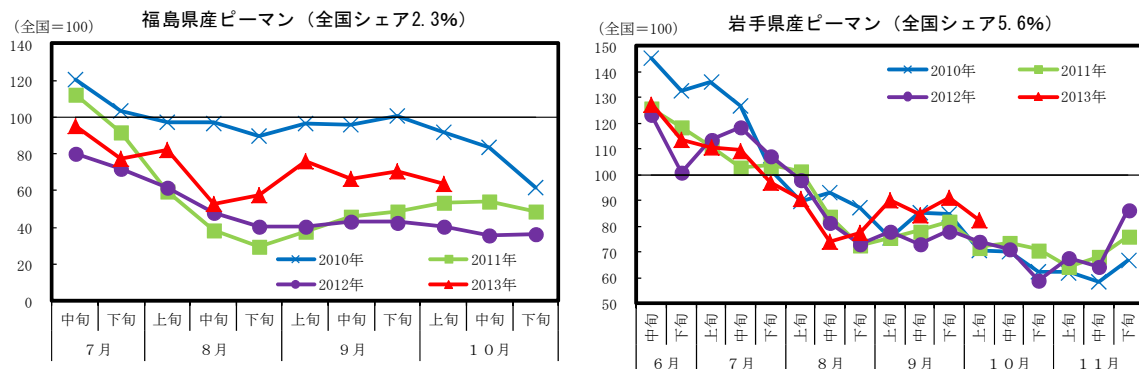 福島県産ピーマン（全国シェア2.3%）
（全国＝100）
140
120
100
80
60
40
20
0
2010年
2011年
2012年
2013年
中旬 下旬 上旬 中旬 下旬 上旬 中旬 下旬 上旬 中旬 下旬
７月 ８月 ９月 １０月
岩手県産ピーマン（全国シェア5.6%）
（全国＝100）
150
140
130
120
110
100
90
80
70
60
50
2010年
2011年
2012年
2013年
中旬 下旬 上旬 中旬 下旬 上旬 中旬 下旬 上旬 中旬 下旬 上旬 中旬 下旬 上旬 中旬 下旬
６月 ７月 ８月 ９月 １０月 １１月